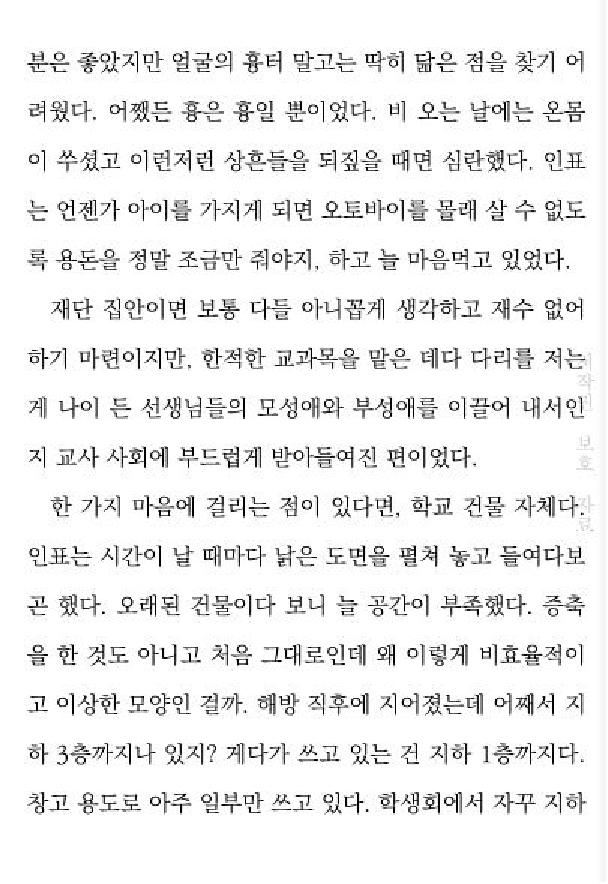 분은 좋았지만 얼굴의 흉터 말고는 딱히 닮은 점을 찾기 어
려웠다. 어쨌든 흉은 흉일 뿐이었다. 비 오는 날에는 온몸
이 쑤셨고 이런저런 상흔들을 되짚을 때면 심란했다. 인표
는 언젠가 아이를 가지게 되면 오토바이를 몰래 살 수 없도
록 용돈을 정말 조금만 줘야지, 하고 늘 마음먹고 있었다.
재단 집안이면 보통 다들 아니꼽게 생각하고 재수 없어
하기 마련이지만, 한적한 교과목을 맡은 데다 다리를 저는
게 나이 든 선생님들의 모성애와 부성애를 이끌어 내서인
지 교사 사회에 부드럽게 받아들여진 편이었다.
한 가지 마음에 걸리는 점이 있다면, 학교 건물 자체다.
인표는 시간이 날 때마다 낡은 도면을 펼쳐 놓고 들여다보
곤 했다. 오래된 건물이다 보니 늘 공간이 부족했다. 증축
을 한 것도 아니고 처음 그대로인데 왜 이렇게 비효율적이
고 이상한 모양인 걸까. 해방 직후에 지어졌는데 어째서 지
하 3층까지나 있지? 게다가 쓰고 있는 건 지하 1층까지다.
창고 용도로 아주 일부만 쓰고 있다. 학생회에서 자꾸 지하
보호